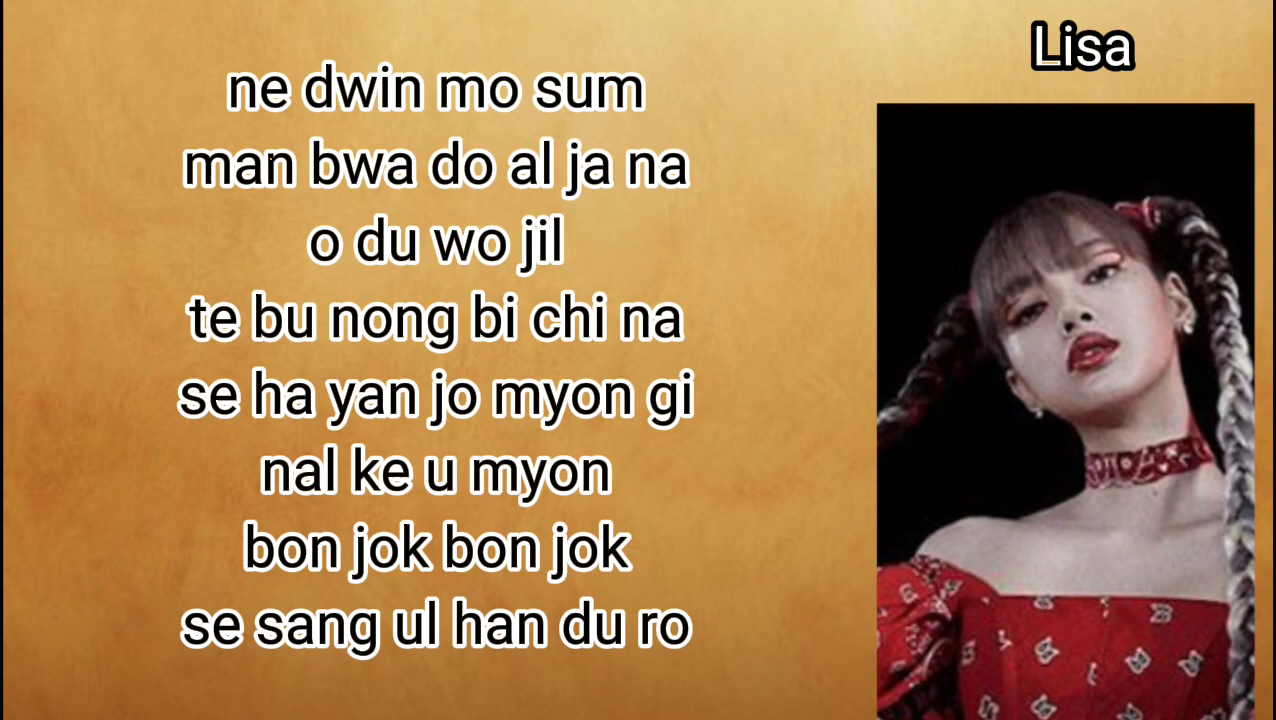 Lisa
ne dwin mo sum
man bwa do al ja na
o du wo jil
te bu nong bi chi na
se ha yan jo myon gi
nal ke u myon
bon jok bon jok
se sang ul han du ro